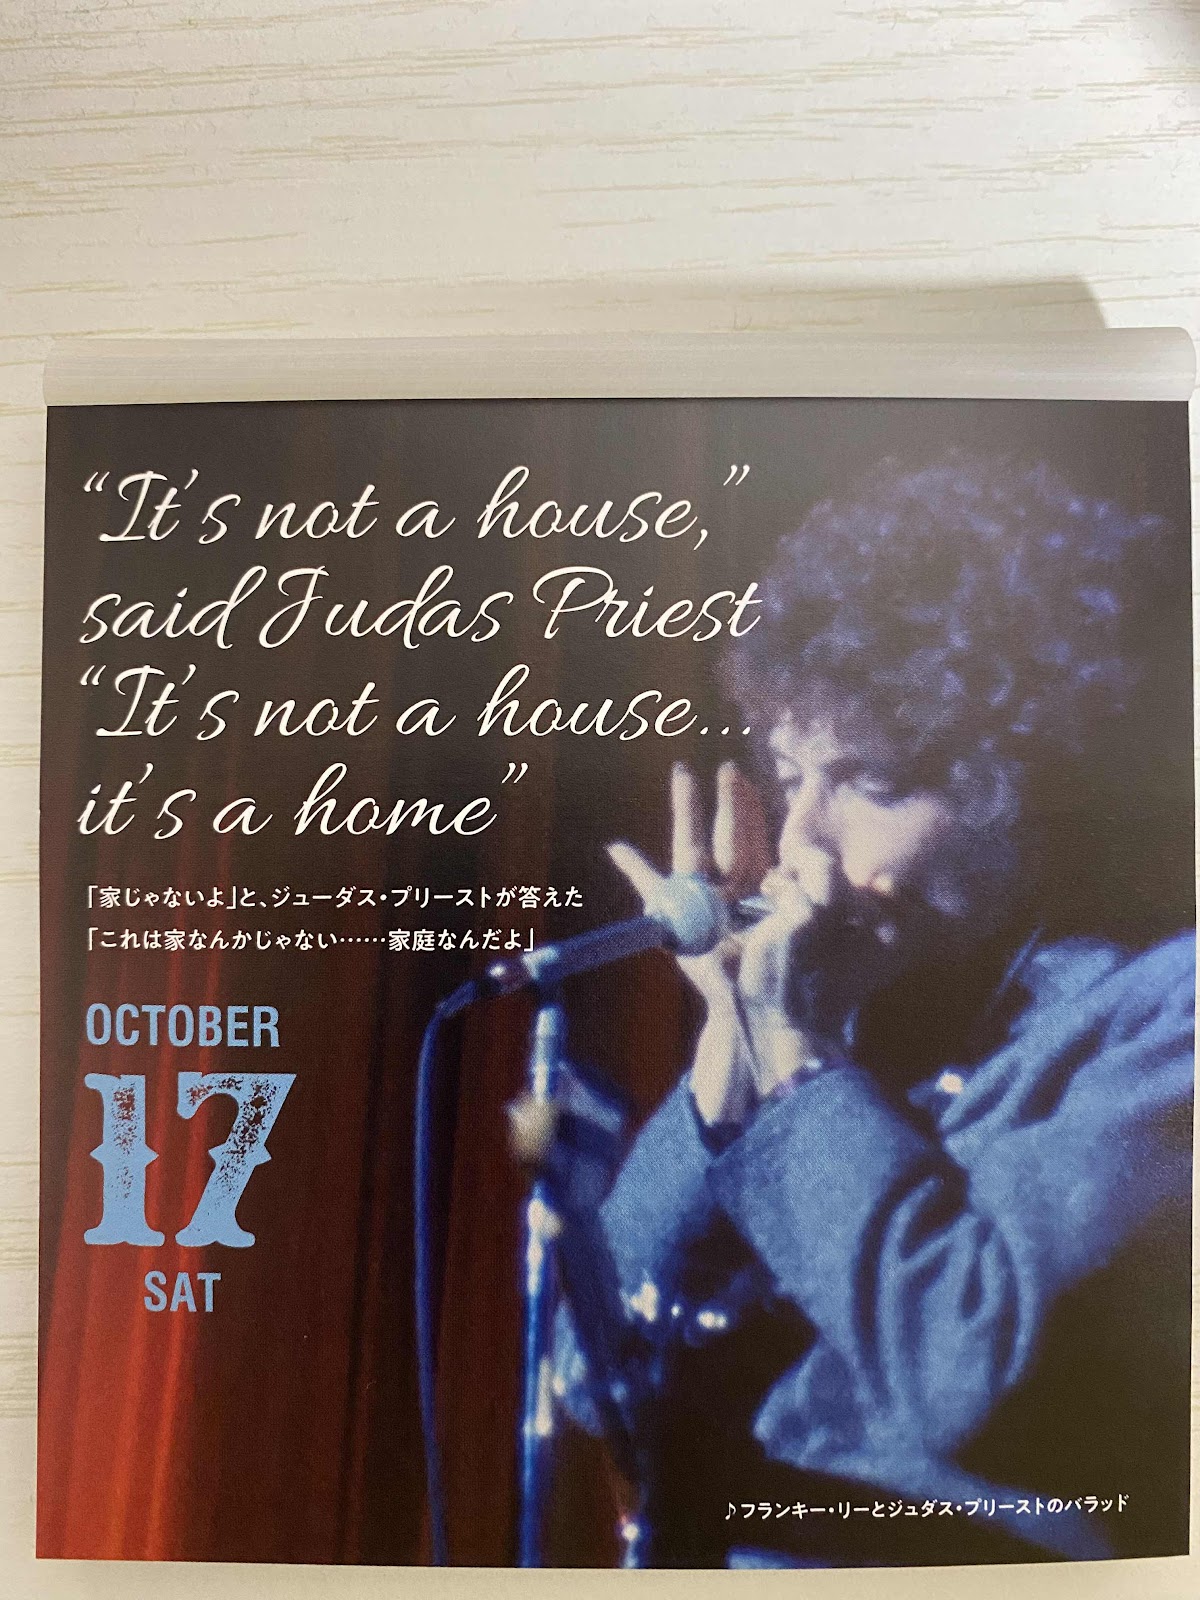 “It's not a house,”
said Judas Priest
“It's not a house...
it's a home”
「家じゃないよ」と、ジューダス・プリーストが答えた
「これは家なんかじゃない……家庭なんだよ」
OCTOBER
17
SAT
♪フランキー・リーとジュダス・プリーストのバラッド